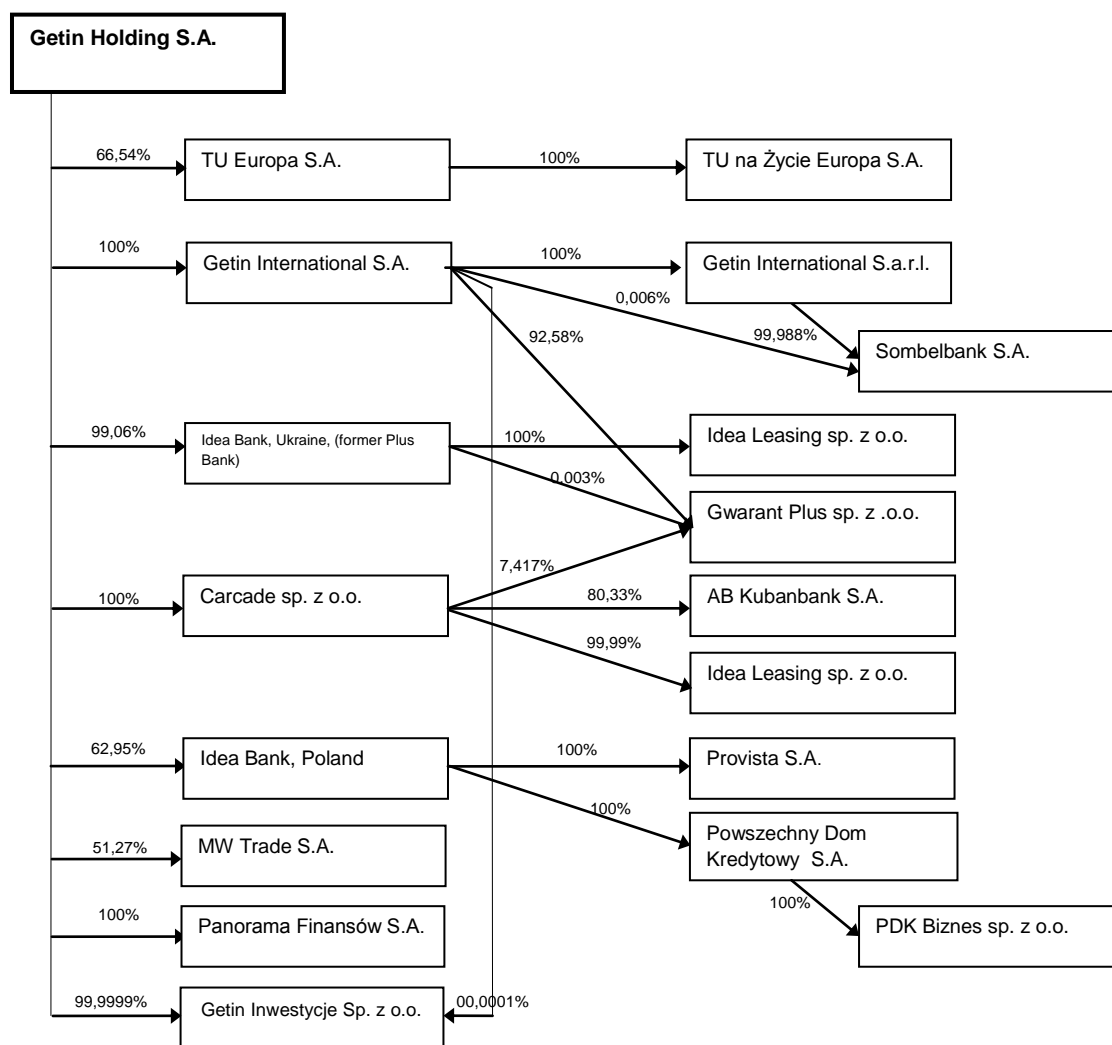 Getin Holding S.A.
66,54%
TU Europa S.A.
100%
TU na Życie Europa S.A.
100%
Getin International S.A.
100%
Getin International S.a.r.l.
0,006%
99,988%
92,58%
Sombelbank S.A.
99,06%
Idea Bank, Ukraine, (former Plus
Bank)
100%
Idea Leasing sp. z o.o.
0,003%
Gwarant Plus sp. z .o.o.
7,417%
100%
Carcade sp. z o.o.
80,33%
AB Kubanbank S.A.
99,99%
Idea Leasing sp. z o.o.
62,95%
Idea Bank, Poland
100%
Provista S.A.
100%
Powszechny Dom
Kredytowy  S.A.
51,27%
MW Trade S.A.
100%
PDK Biznes sp. z o.o.
100%
Panorama Finansów S.A.
99,9999%
Getin Inwestycje Sp. z o.o.
00,0001%